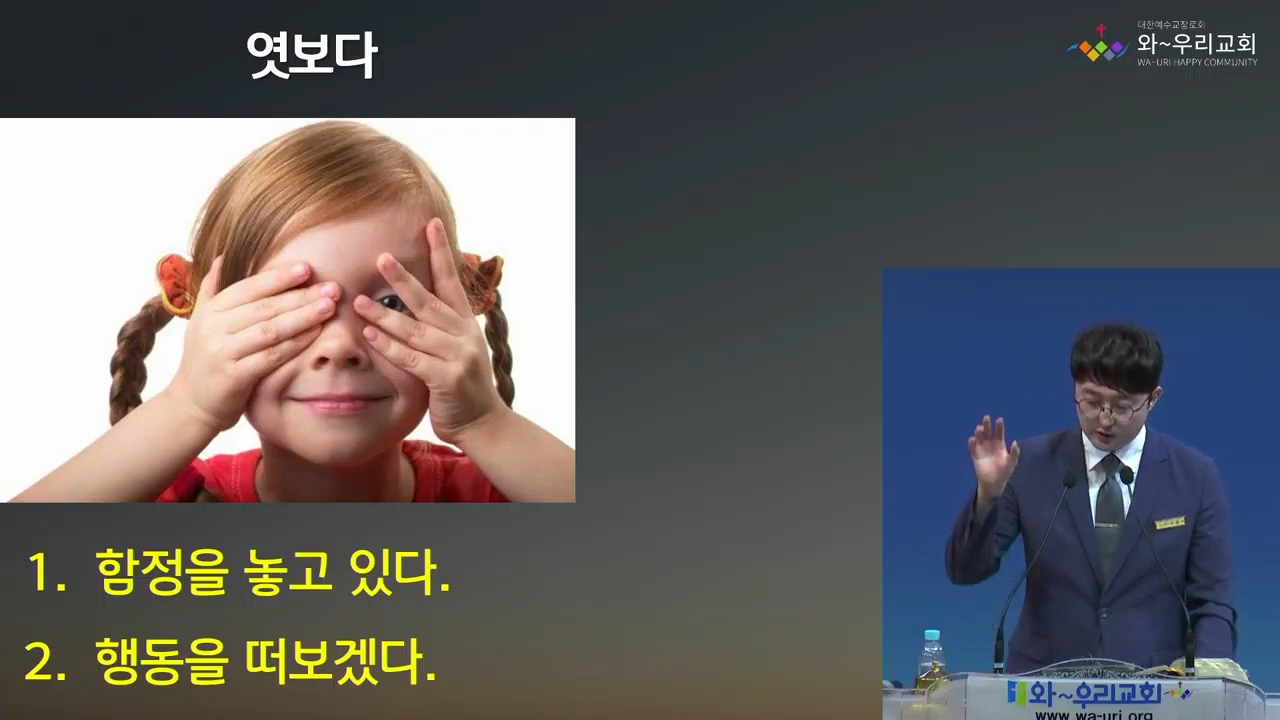 엿보다
대한예수교장로회
와~우리교회
WA-URI HAPPY COMMUNITY
1. 함정을 놓고 있다.
2. 행동을 떠보겠다.
와~우리교회
www.wa-uri.org